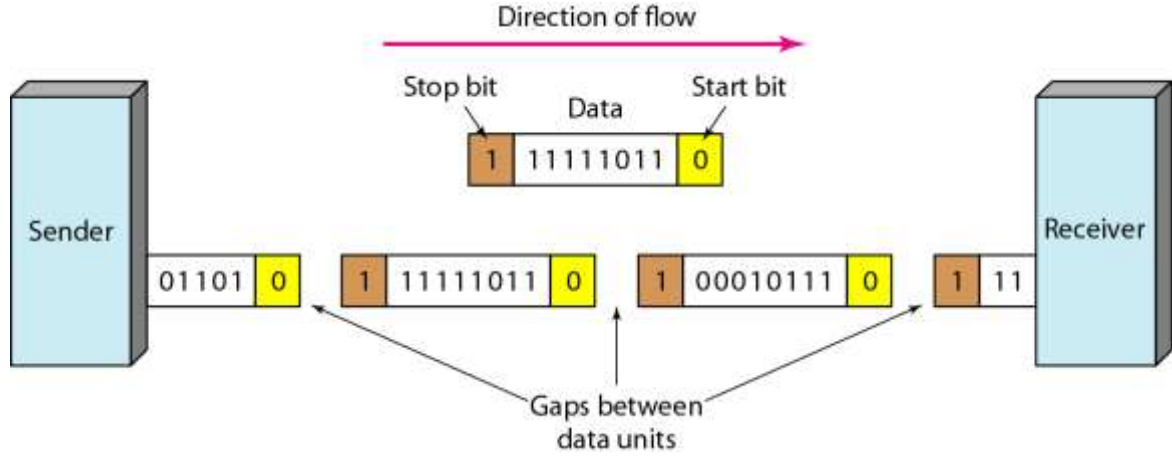 Direction of flow
Stop bit
Start bit
Data
1 11111011 0
Sender
Receiver
01101 0
1 11111011 0
1 00010111 0
1 11
Gaps between
data units